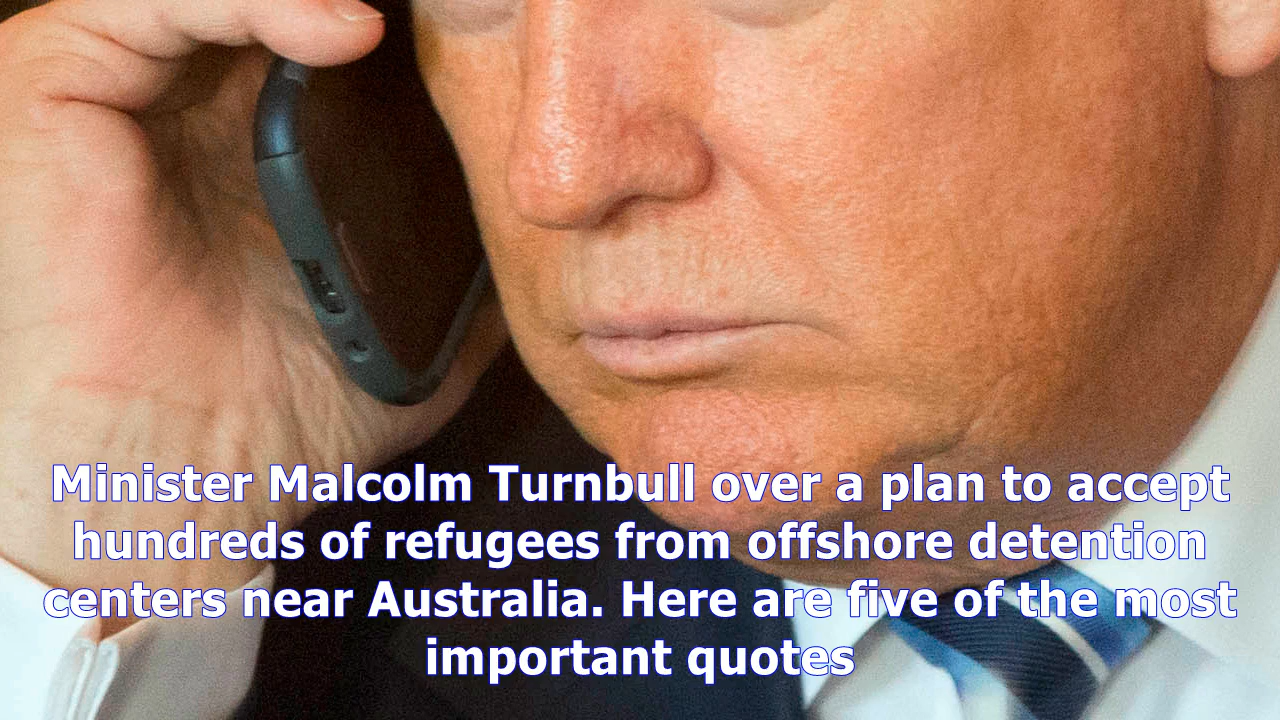 Minister Malcolm Turnbull over a plan to accept
hundreds of refugees from offshore detention
centers near Australia. Here are five of the most
important quotes